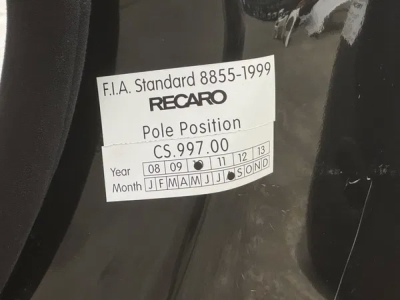 F.I.A. Standard 8855-1999
RECARO
Pole Position
CS.997.00
Year 08 09 11 12 13
Month J F M A M J J S O N D